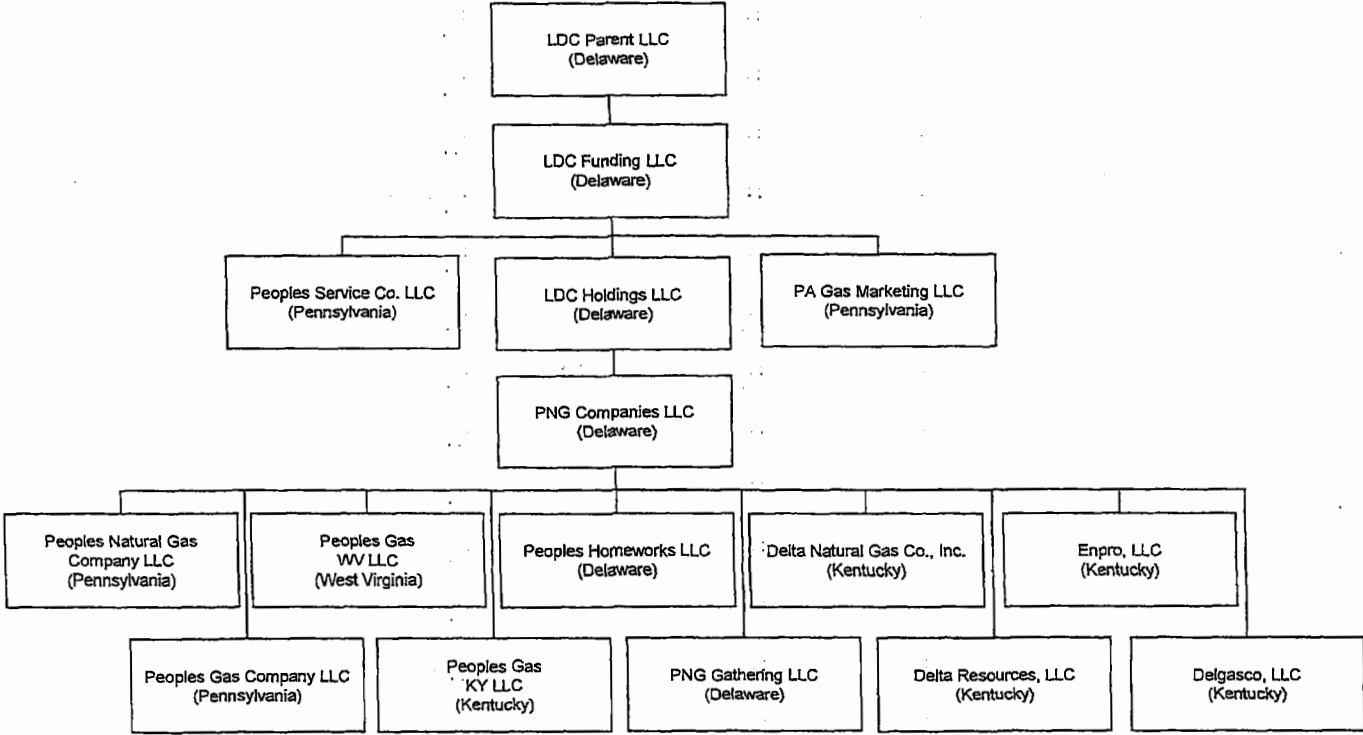 LDC Parent LLC
(Delaware)
LDC Funding LLC
(Delaware)
Peoples Service Co. LLC
(Pennsylvania)
LDC Holdings LLC
(Delaware)
PA Gas Marketing LLC
(Pennsylvania)
PNG Companies LLC
(Delaware)
Peoples Natural Gas
Company LLC
(Pennsylvania)
Peoples Gas
WV LLC
(West Virginia)
Peoples Homeworks LLC
(Delaware)
Delta Natural Gas Co., Inc.
(Kentucky)
Enpro, LLC
(Kentucky)
Peoples Gas Company LLC
(Pennsylvania)
Peoples Gas
KY LLC
(Kentucky)
PNG Gathering LLC
(Delaware)
Delta Resources, LLC
(Kentucky)
Delgasco, LLC
(Kentucky)